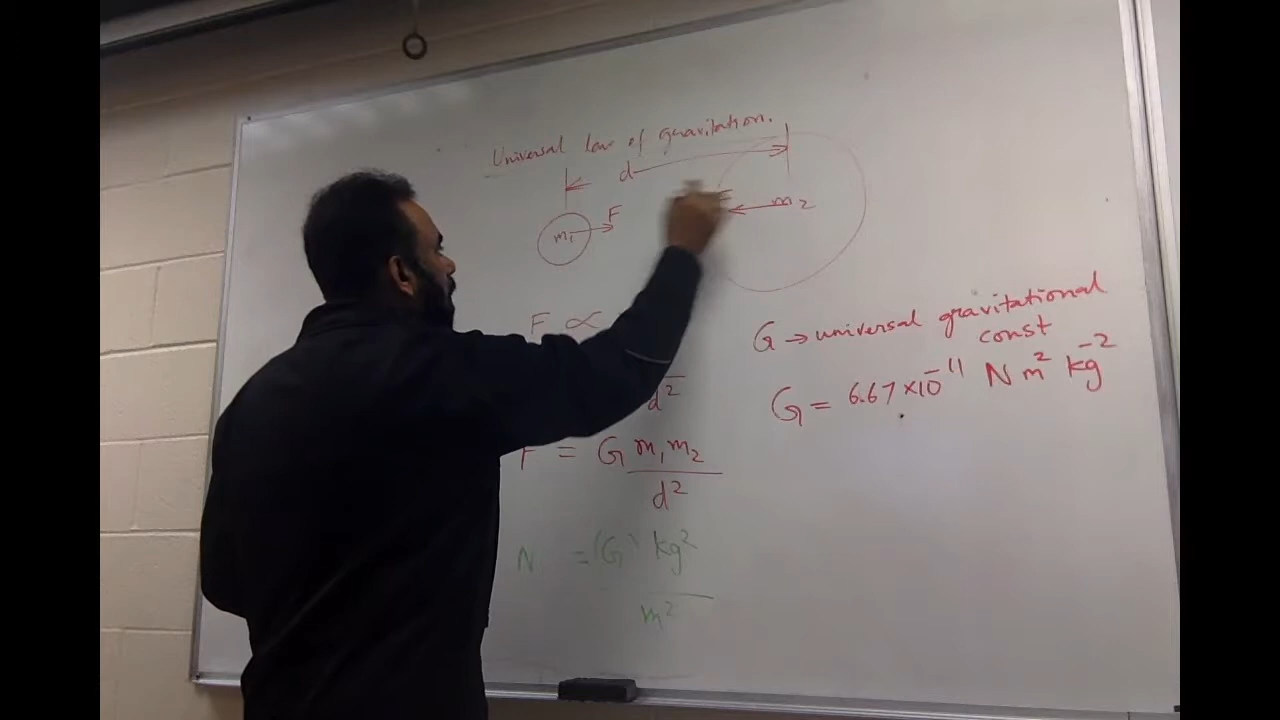 Universal law of gravitation.
d
m₁ F F m₂
F ∝
d²
F = G m₁m₂
d²
N = (G) kg²
m²
G → universal gravitational
const
G = 6.67 × 10⁻¹¹ N m² kg⁻²